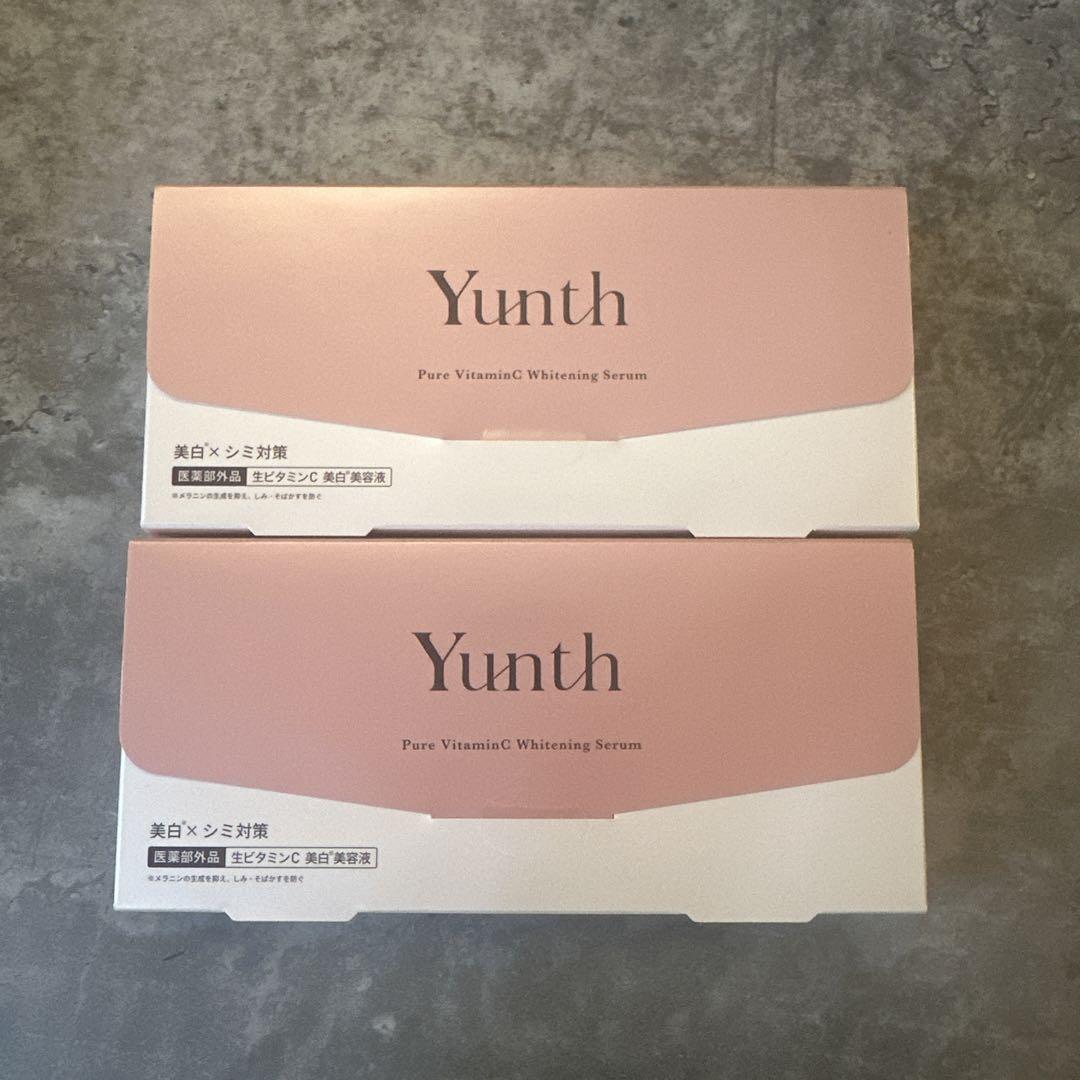 Yunth
Pure VitaminC Whitening Serum
美白※× シミ対策
医薬部外品 生ビタミンC 美白※美容液
※メラニンの生成を抑え、しみ・そばかすを防ぐ
Yunth
Pure VitaminC Whitening Serum
美白※× シミ対策
医薬部外品 生ビタミンC 美白※美容液
※メラニンの生成を抑え、しみ・そばかすを防ぐ